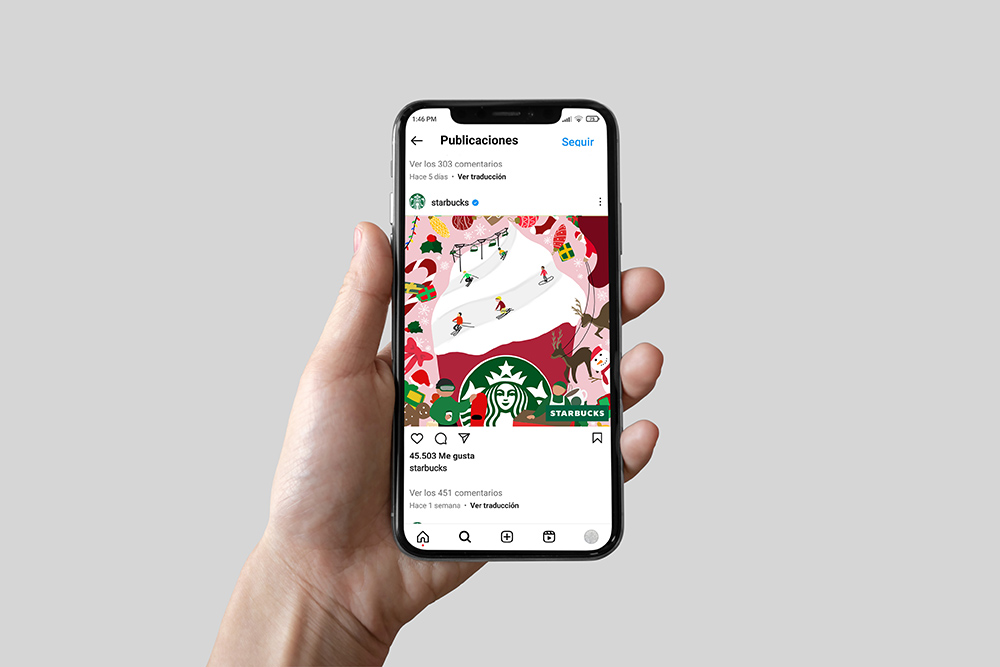 1:46 PM
Publicaciones
Seguir
Ver los 303 comentarios
Hace 5 días • Ver traducción
starbucks
STARBUCKS
45.503 Me gusta
starbucks
Ver los 451 comentarios
Hace 1 semana • Ver traducción